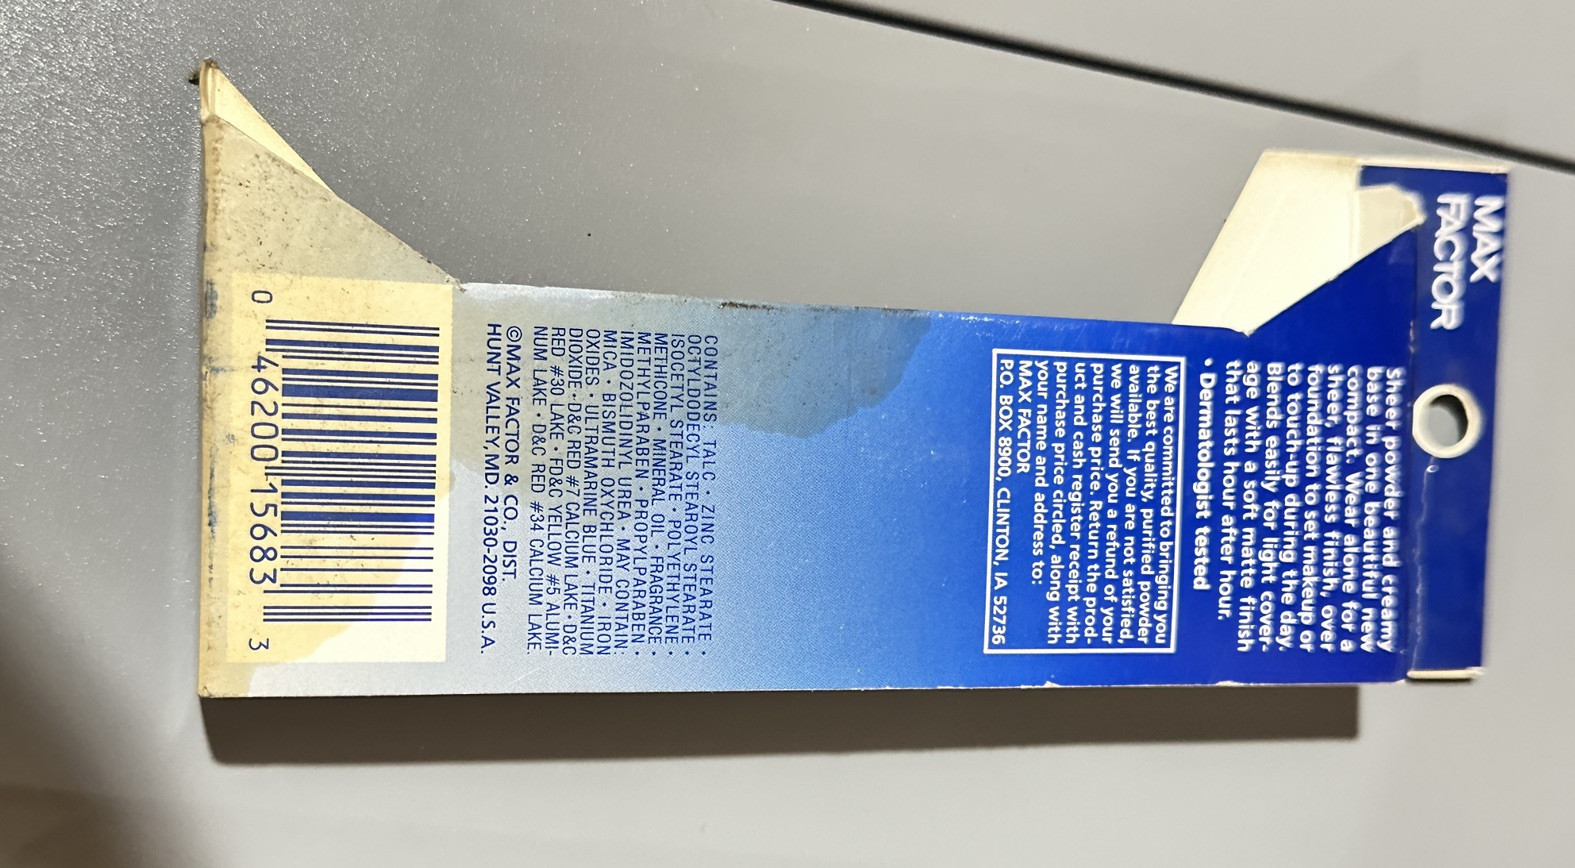 MAX
FACTOR
Sheer powder and creamy
base in one beautiful new
compact. Wear alone for a
sheer, flawless finish, over
foundation to set makeup or
to touch-up during the day.
Blends easily for light cover-
age with a soft matte finish
that lasts hour after hour.
• Dermatologist tested
We are committed to bringing you
the best quality, purified powder
available. If you are not satisfied,
we will send you a refund of your
purchase price. Return the prod-
uct and cash register receipt with
purchase price circled, along with
your name and address to:
MAX FACTOR
P.O. BOX 8900, CLINTON, IA 52736
CONTAINS: TALC • ZINC STEARATE •
OCTYLDODECYL STEAROYL STEARATE •
ISOCETYL STEARATE • POLYETHYLENE •
METHICONE • MINERAL OIL • FRAGRANCE •
METHYLPARABEN • PROPYLPARABEN •
IMIDOZOLIDINYL UREA • MAY CONTAIN:
MICA • BISMUTH OXYCHLORIDE • IRON
OXIDES • ULTRAMARINE BLUE • TITANIUM
DIOXIDE • D&C RED #7 CALCIUM LAKE • D&C
RED #30 LAKE • FD&C YELLOW #5 ALUMI-
NUM LAKE • D&C RED #34 CALCIUM LAKE.
©MAX FACTOR & CO., DIST.
HUNT VALLEY, MD. 21030-2098 U.S.A.
0 46200 15683 3